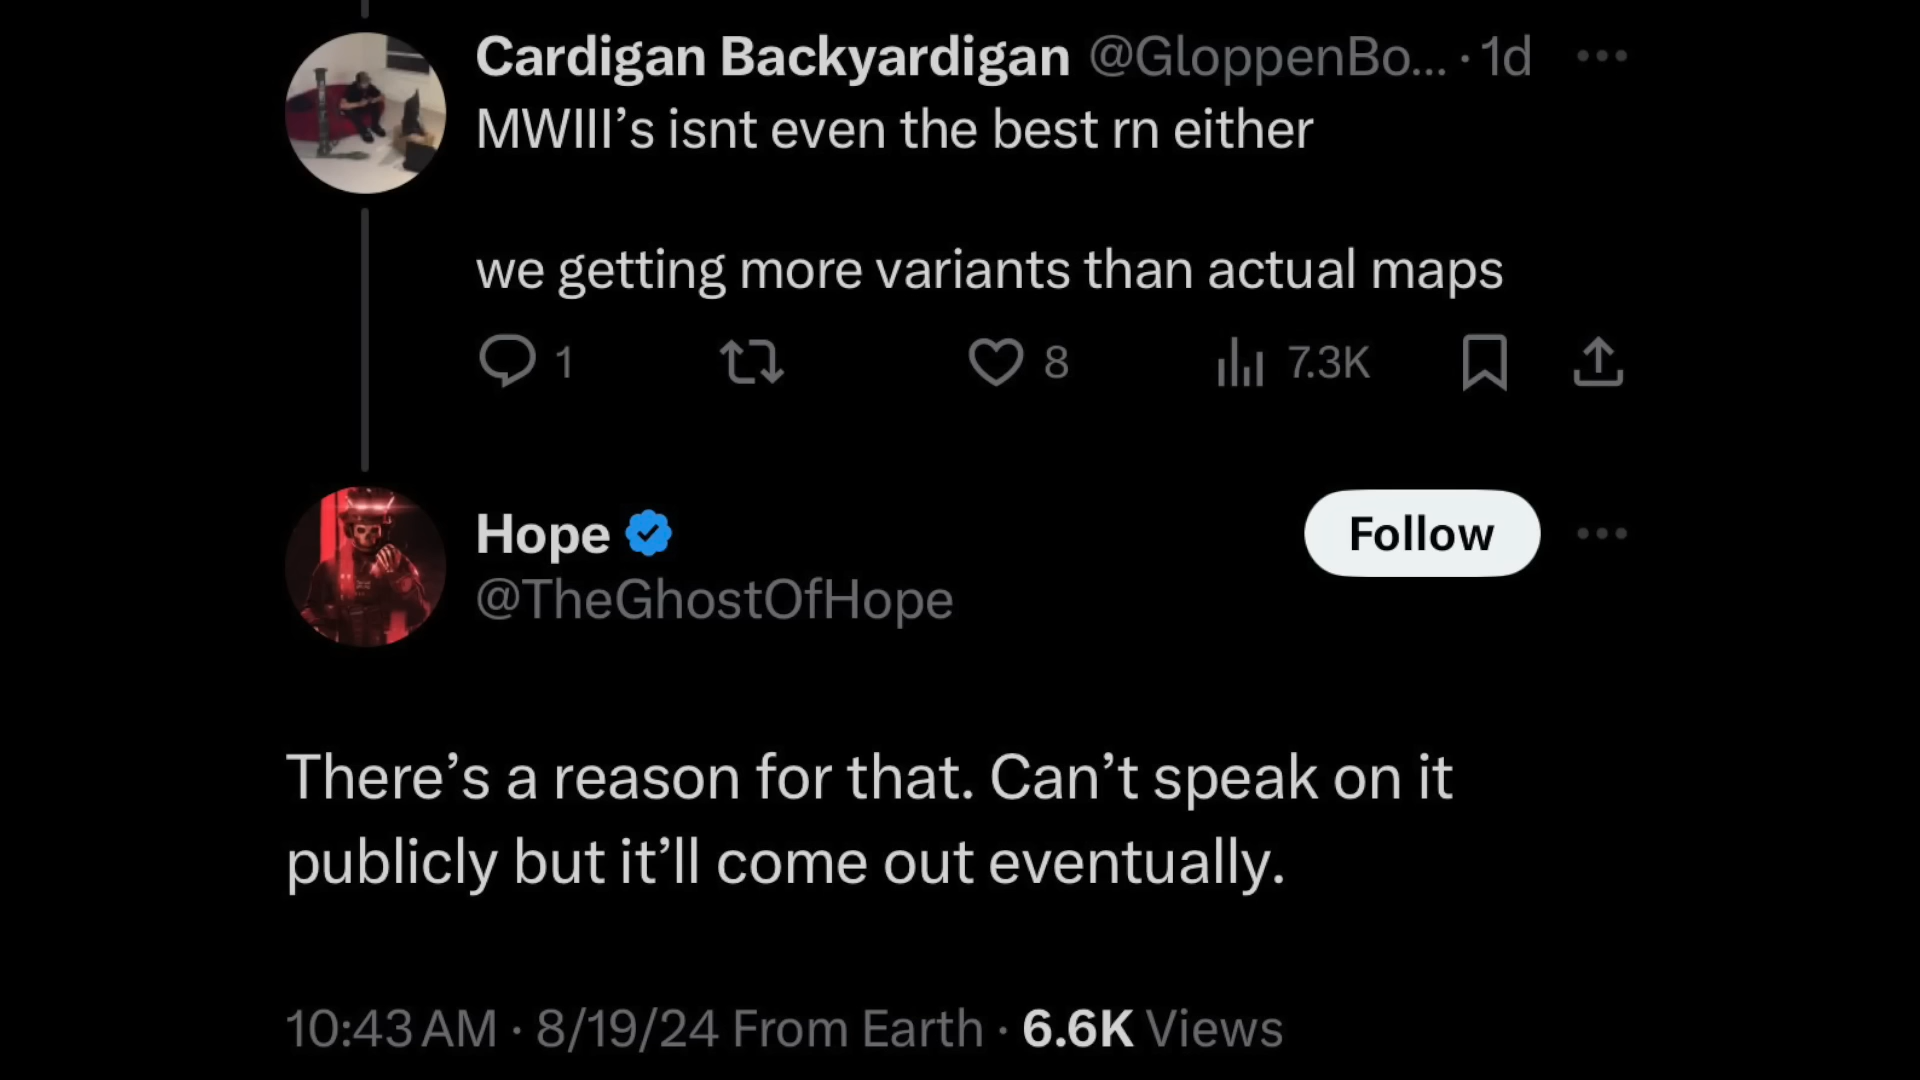 Cardigan Backyardigan @GloppenBo... · 1d
MWIII’s isnt even the best rn either
we getting more variants than actual maps
1 8 7.3K
Hope
Follow
@TheGhostOfHope
There’s a reason for that. Can’t speak on it
publicly but it’ll come out eventually.
10:43 AM · 8/19/24 From Earth · 6.6K Views